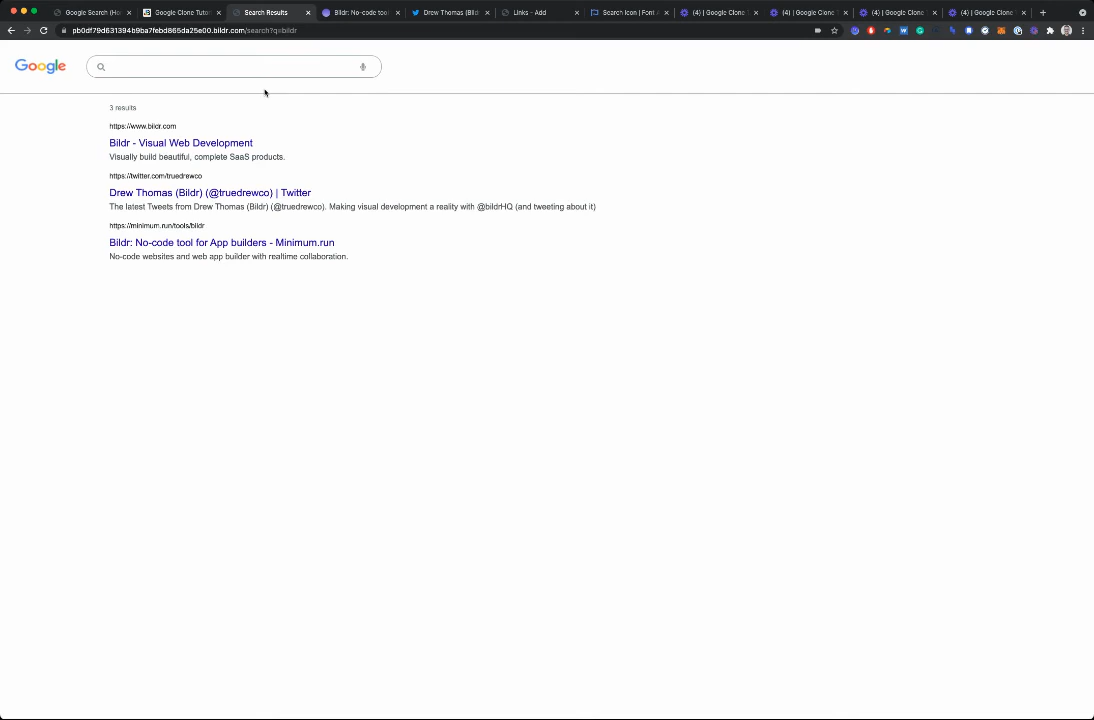 Google Search (Ho
Google Clone Tuto
Search Results
Bildr: No-code tool
Drew Thomas (Bild
Links - Add
Search Icon | Font A
(4) | Google Clone
(4) | Google Clone
(4) | Google Clone
(4) | Google Clone
pb0df79d631394b9ba7febd865da25e00.bildr.com/search?q=bildr
Google
3 results
https://www.bildr.com
Bildr - Visual Web Development
Visually build beautiful, complete SaaS products.
https://twitter.com/truedrewco
Drew Thomas (Bildr) (@truedrewco) | Twitter
The latest Tweets from Drew Thomas (Bildr) (@truedrewco). Making visual development a reality with @bildrHQ (and tweeting about it)
https://minimum.run/tools/bildr
Bildr: No-code tool for App builders - Minimum.run
No-code websites and web app builder with realtime collaboration.